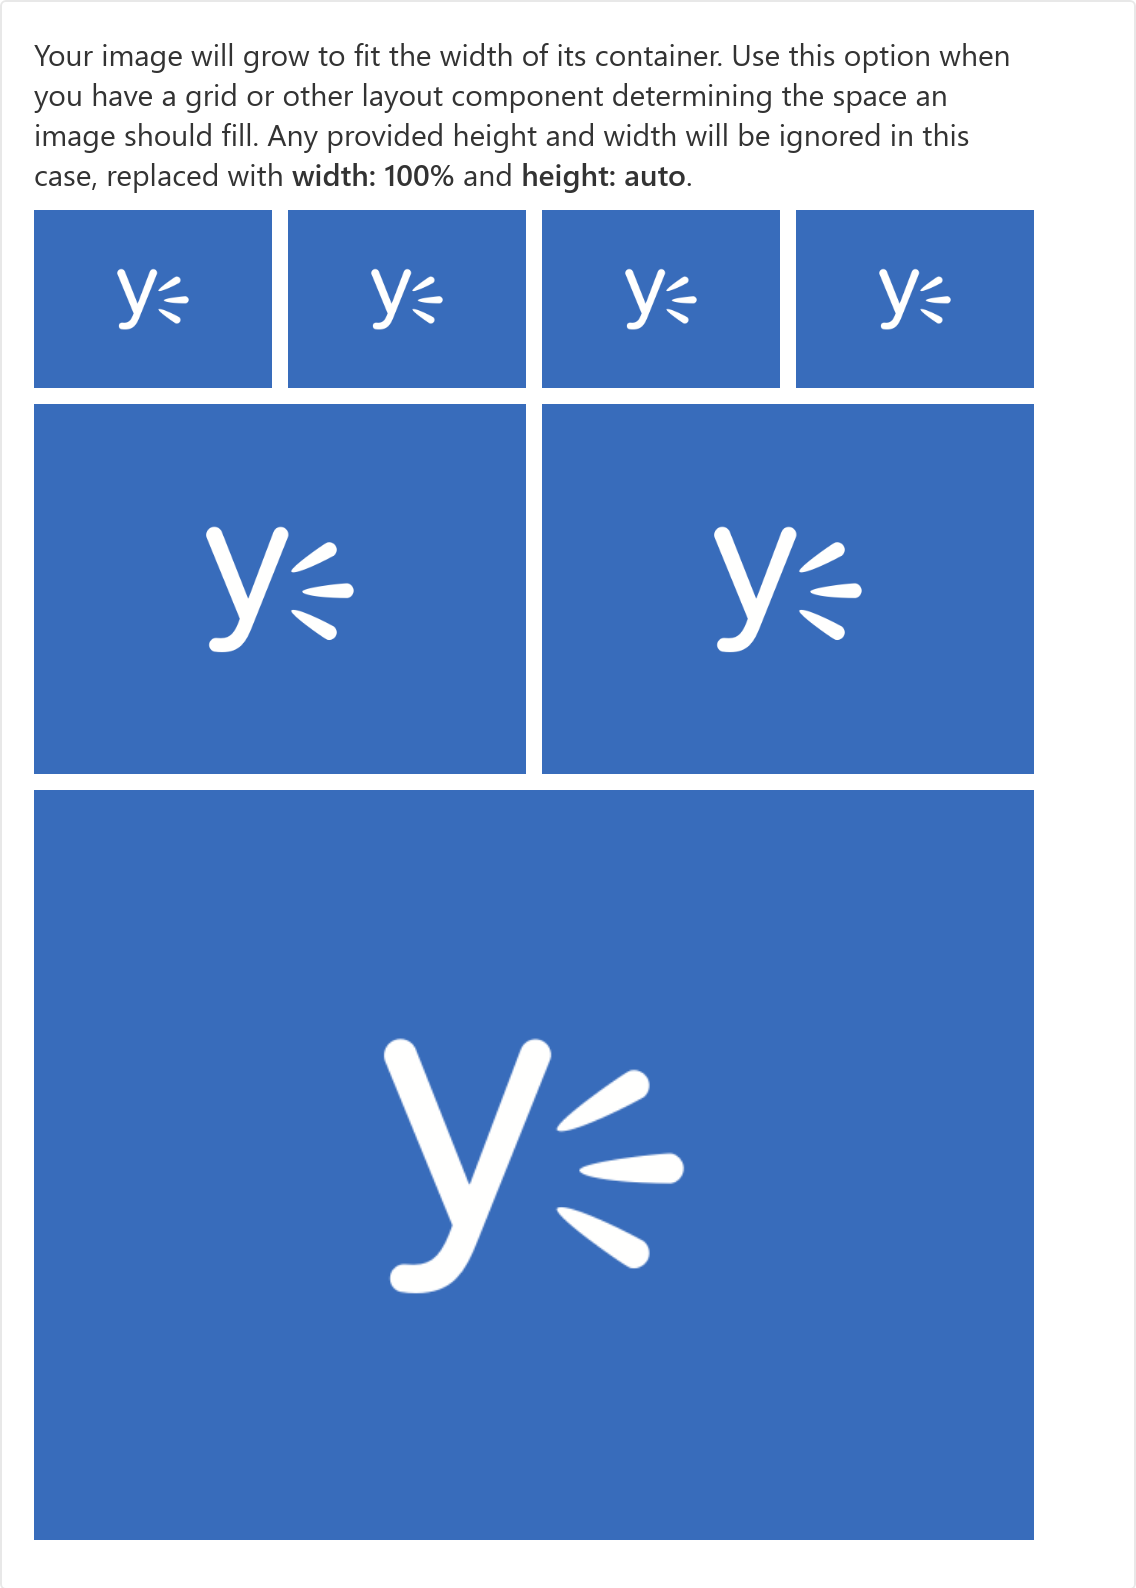 Your image will grow to fit the width of its container. Use this option when
you have a grid or other layout component determining the space an
image should fill. Any provided height and width will be ignored in this
case, replaced with width: 100% and height: auto.
y y y y
y y
y